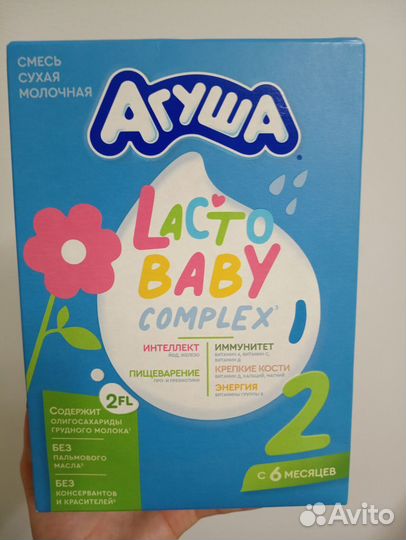 СМЕСЬ
СУХАЯ
МОЛОЧНАЯ
АГУША
LACTO
BABY
COMPLEX
ИНТЕЛЛЕКТ
ЙОД, ЖЕЛЕЗО
ИММУНИТЕТ
ВИТАМИН А, ВИТАМИН С,
ВИТАМИН Д
ПИЩЕВАРЕНИЕ
ПРО- И ПРЕБИОТИКИ
КРЕПКИЕ КОСТИ
ВИТАМИН Д, КАЛЬЦИЙ, МАГНИЙ
ЭНЕРГИЯ
ВИТАМИНЫ ГРУППЫ В
2
С 6 МЕСЯЦЕВ
2FL
СОДЕРЖИТ
ОЛИГОСАХАРИДЫ
ГРУДНОГО МОЛОКА
БЕЗ
ПАЛЬМОВОГО
МАСЛА
БЕЗ
КОНСЕРВАНТОВ
И КРАСИТЕЛЕЙ
Avito